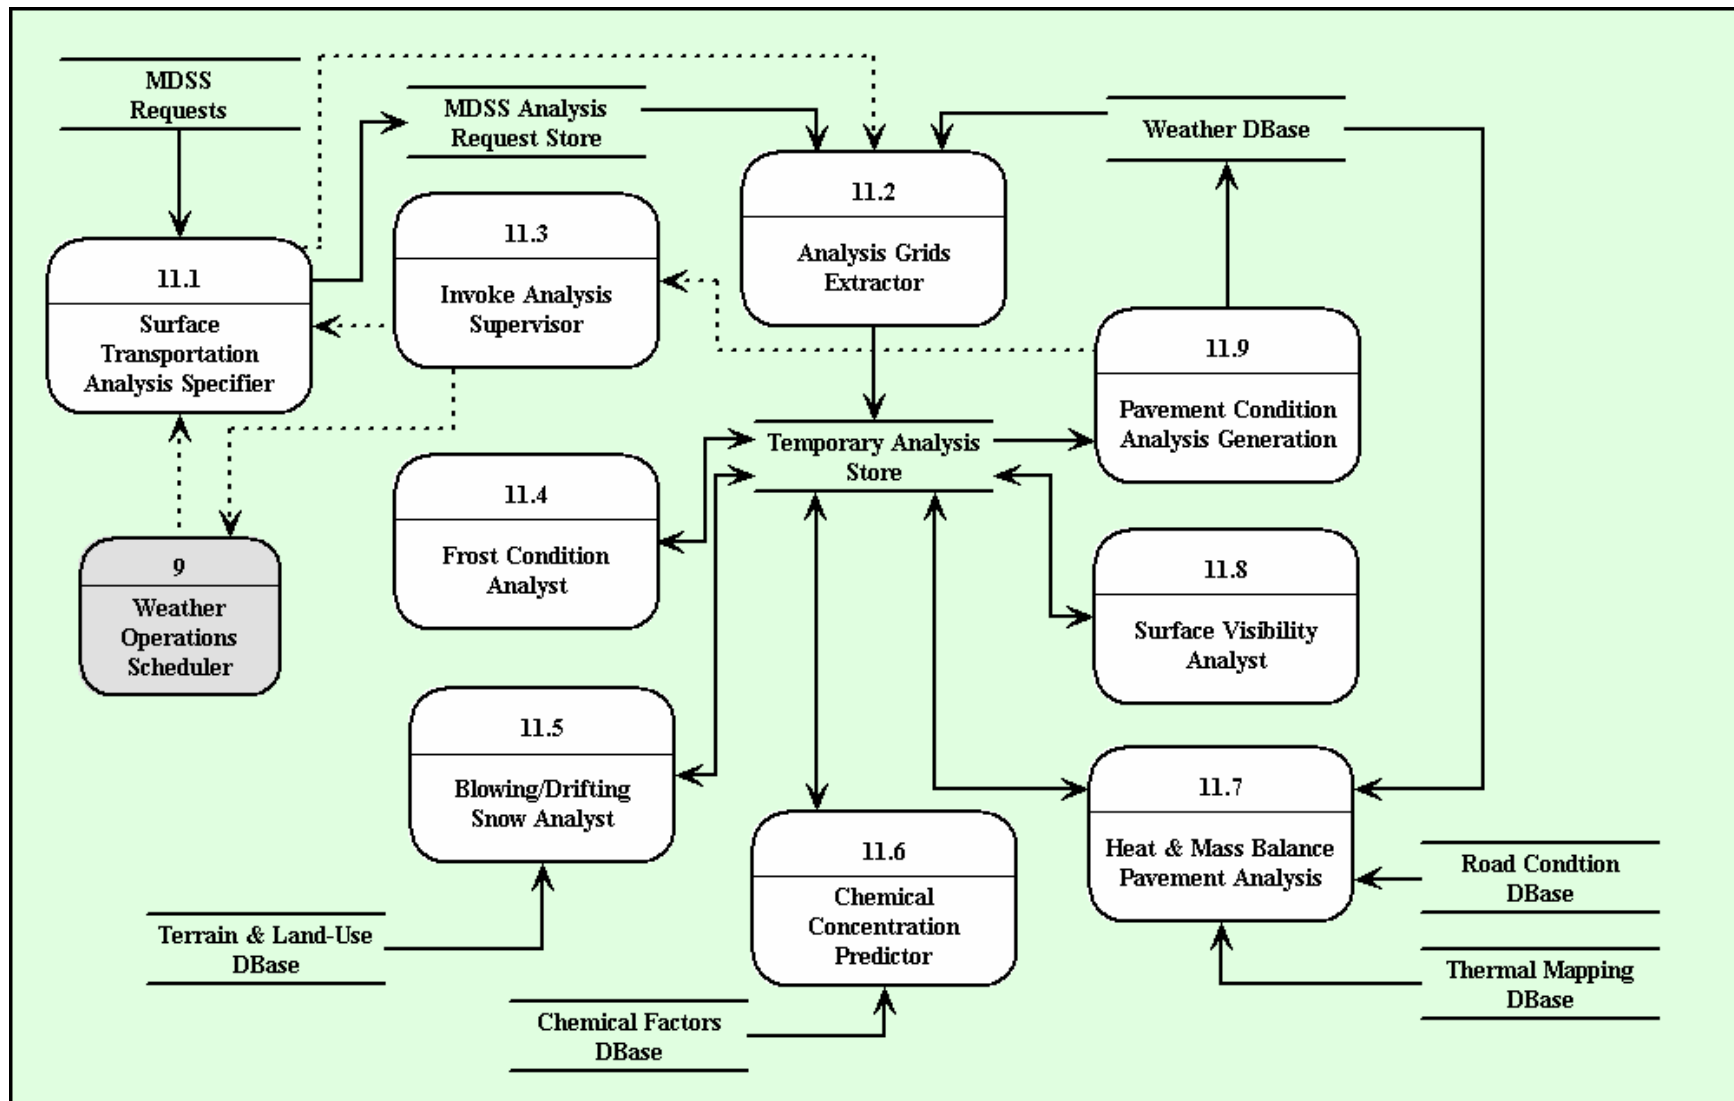 MDSS
Requests
MDSS Analysis
Request Store
Weather DBase
11.1
Surface
Transportation
Analysis Specifier
11.3
Invoke Analysis
Supervisor
11.2
Analysis Grids
Extractor
11.9
Pavement Condition
Analysis Generation
Temporary Analysis
Store
9
Weather
Operations
Scheduler
11.4
Frost Condition
Analyst
11.8
Surface Visibility
Analyst
11.5
Blowing/Drifting
Snow Analyst
11.6
Chemical
Concentration
Predictor
11.7
Heat & Mass Balance
Pavement Analysis
Road Condtion
DBase
Terrain & Land-Use
DBase
Thermal Mapping
DBase
Chemical Factors
DBase